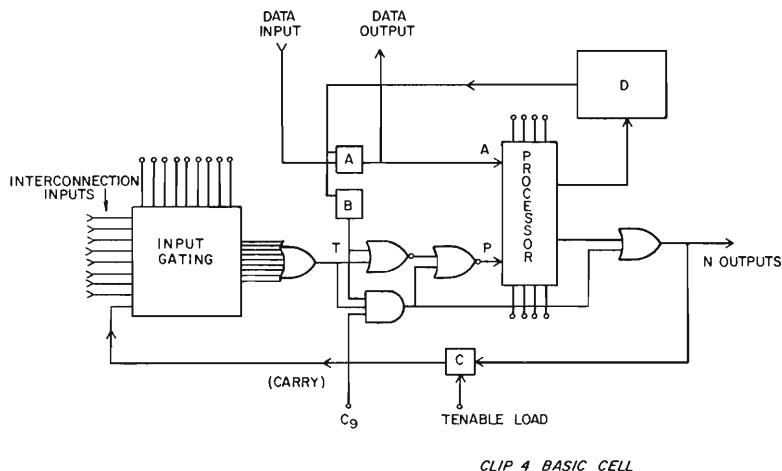 DATA
INPUT
DATA
OUTPUT
D
A
A
B
PROCESSOR
INTERCONNECTION
INPUTS
INPUT
GATING
T
P
N OUTPUTS
C
(CARRY)
C9
TENABLE LOAD
CLIP 4 BASIC CELL